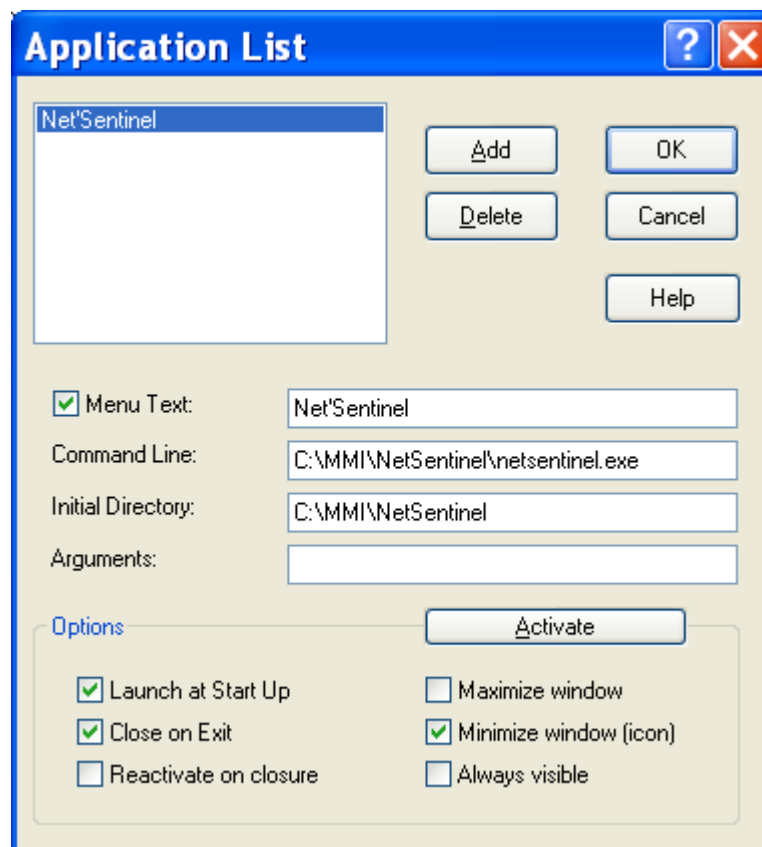 Application List
Net'Sentinel
Add
OK
Delete
Cancel
Help
Menu Text:
Net'Sentinel
Command Line:
C:\MMI\NetSentinel\netsentinel.exe
Initial Directory:
C:\MMI\NetSentinel
Arguments:
Options
Activate
Launch at Start Up
Maximize window
Close on Exit
Minimize window (icon)
Reactivate on closure
Always visible